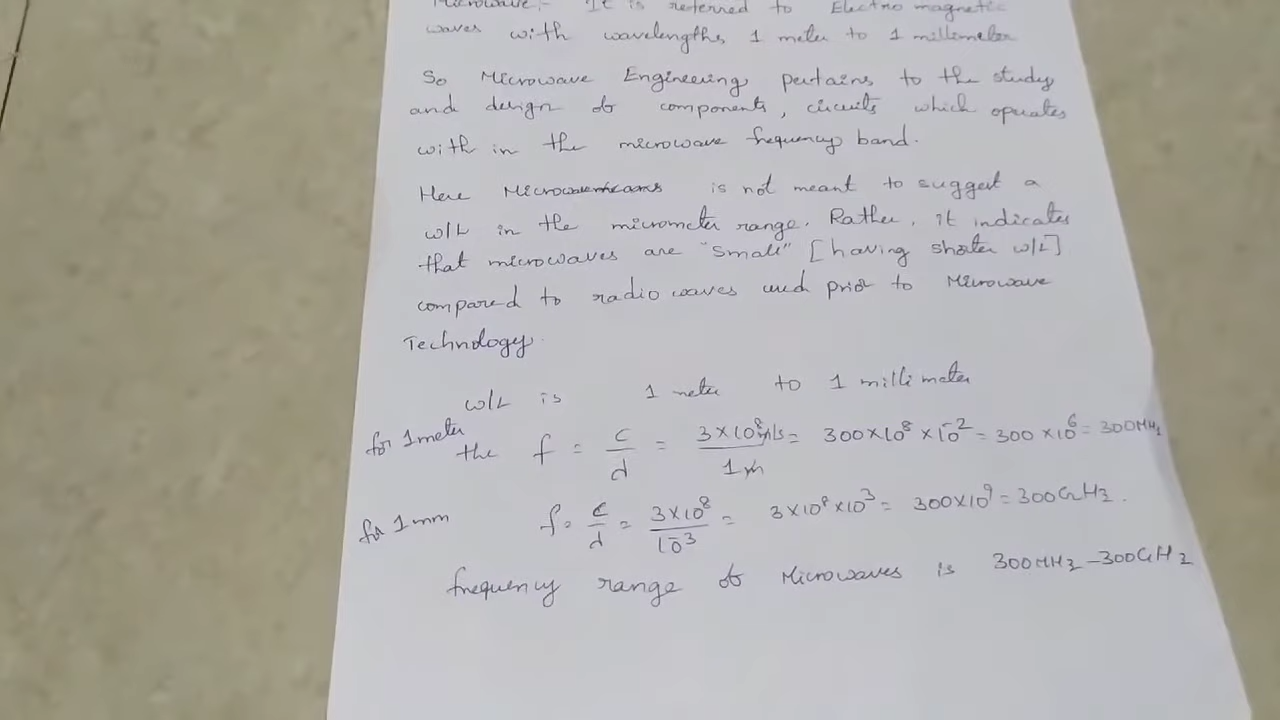 Microwave:- It is referred to Electro magnetic
waves with wavelengths 1 meter to 1 millimeter
So Microwave Engineering pertains to the study
and design of components, circuits which operates
with in the microwave frequency band.
Here Micro is not meant to suggest a
w/L in the micrometer range. Rather, it indicates
that microwaves are "small" [having shorter w/L]
compared to radio waves used prior to Microwave
Technology.
w/L is 1 meter to 1 millimeter
for 1 meter
the f = c/d = 3×10⁸m/s / 1m = 300×10⁸×10⁻² = 300×10⁶ = 300MHz
for 1mm f = c/d = 3×10⁸ / 10⁻³ = 3×10⁸×10³ = 300×10⁹ = 300GHz.
frequency range of Microwaves is 300MHz-300GHz